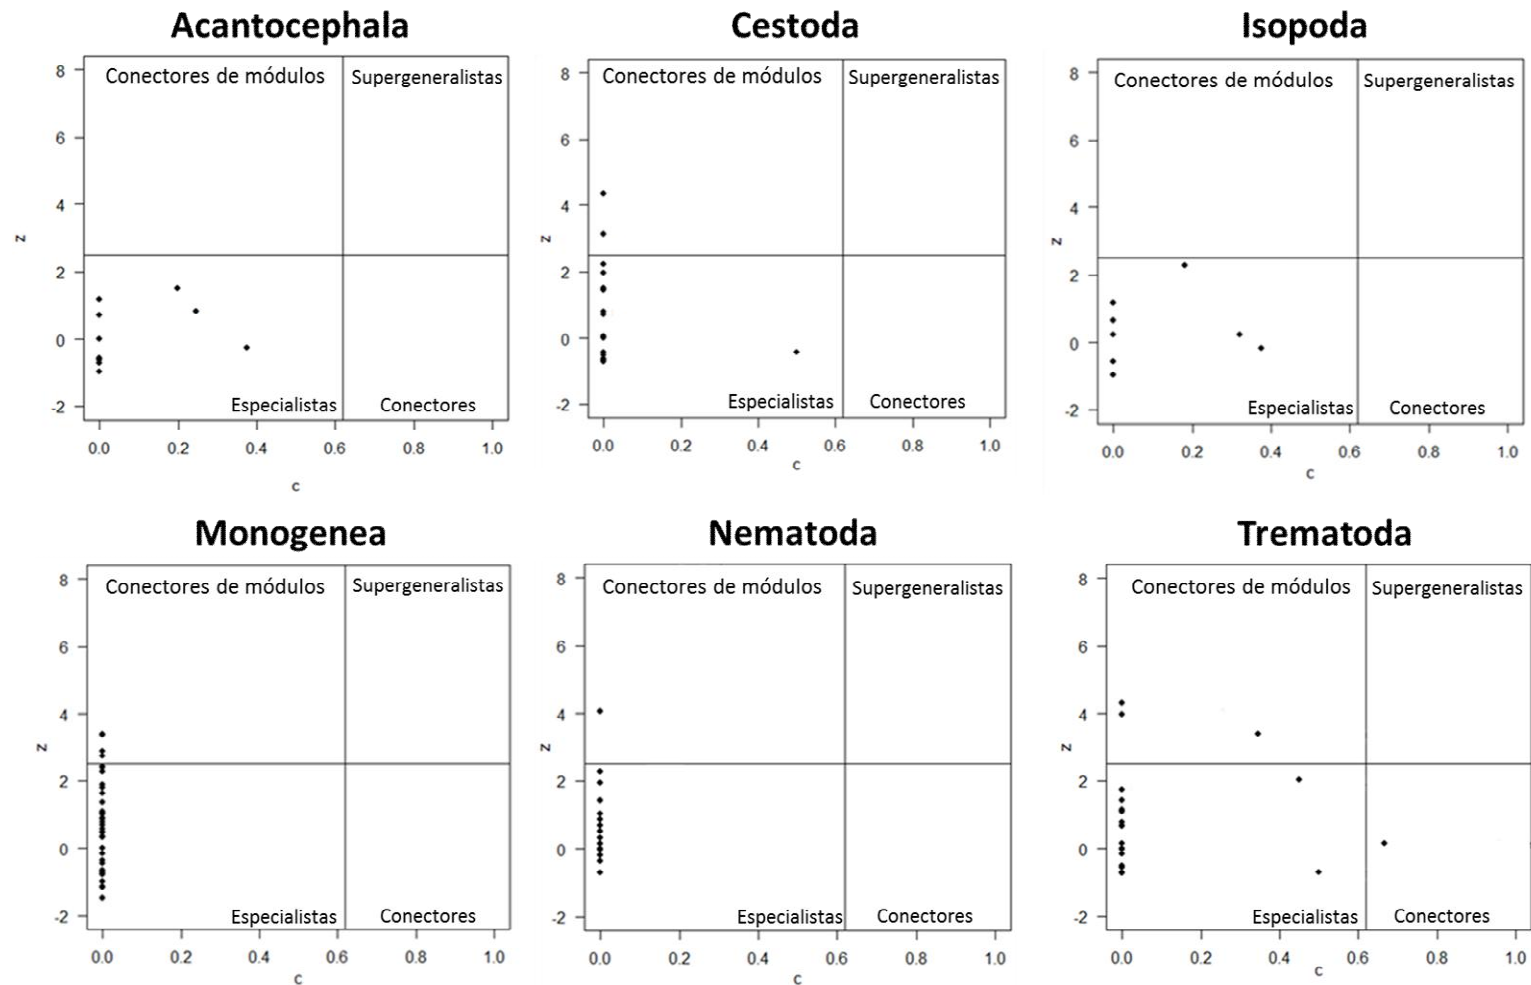 Acantocephala
Conectores de módulos
Supergeneralistas
8
6
4
2
0
-2
z
Especialistas
Conectores
0.0 0.2 0.4 0.6 0.8 1.0
c
Cestoda
Conectores de módulos
Supergeneralistas
8
6
4
2
0
-2
z
Especialistas
Conectores
0.0 0.2 0.4 0.6 0.8 1.0
c
Isopoda
Conectores de módulos
Supergeneralistas
8
6
4
2
0
-2
z
Especialistas
Conectores
0.0 0.2 0.4 0.6 0.8 1.0
c
Monogenea
Conectores de módulos
Supergeneralistas
8
6
4
2
0
-2
z
Especialistas
Conectores
0.0 0.2 0.4 0.6 0.8 1.0
c
Nematoda
Conectores de módulos
Supergeneralistas
8
6
4
2
0
-2
z
Especialistas
Conectores
0.0 0.2 0.4 0.6 0.8 1.0
c
Trematoda
Conectores de módulos
Supergeneralistas
8
6
4
2
0
-2
z
Especialistas
Conectores
0.0 0.2 0.4 0.6 0.8 1.0
c